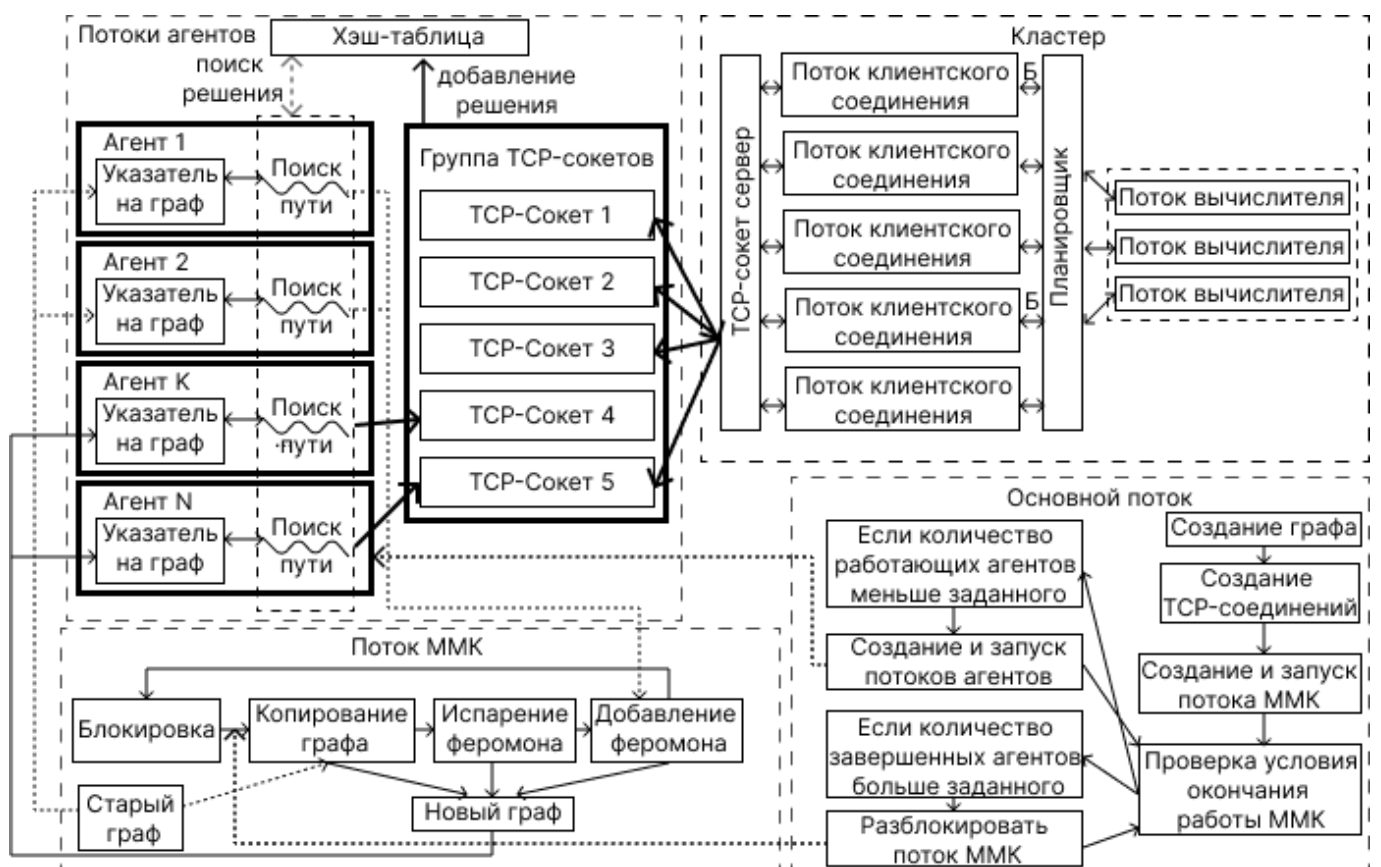 Потоки агентов
Хэш-таблица
поиск
решения
добавление
решения
Агент 1
Указатель
на граф
Поиск
пути
Агент 2
Указатель
на граф
Поиск
пути
Агент K
Указатель
на граф
Поиск
пути
Агент N
Указатель
на граф
Поиск
пути
Группа TCP-сокетов
TCP-Сокет 1
TCP-Сокет 2
TCP-Сокет 3
TCP-Сокет 4
TCP-Сокет 5
Кластер
TCP-сокет сервер
Поток клиентского
соединения
Б
Поток клиентского
соединения
Поток клиентского
соединения
Поток клиентского
соединения
Б
Поток клиентского
соединения
Планировщик
Поток вычислителя
Поток вычислителя
Поток вычислителя
Поток ММК
Блокировка
Копирование
графа
Испарение
феромона
Добавление
феромона
Старый
граф
Новый граф
Основной поток
Если количество
работающих агентов
меньше заданного
Создание и запуск
потоков агентов
Если количество
завершенных агентов
больше заданного
Разблокировать
поток ММК
Создание графа
Создание
TCP-соединений
Создание и запуск
потока ММК
Проверка условия
окончания
работы ММК